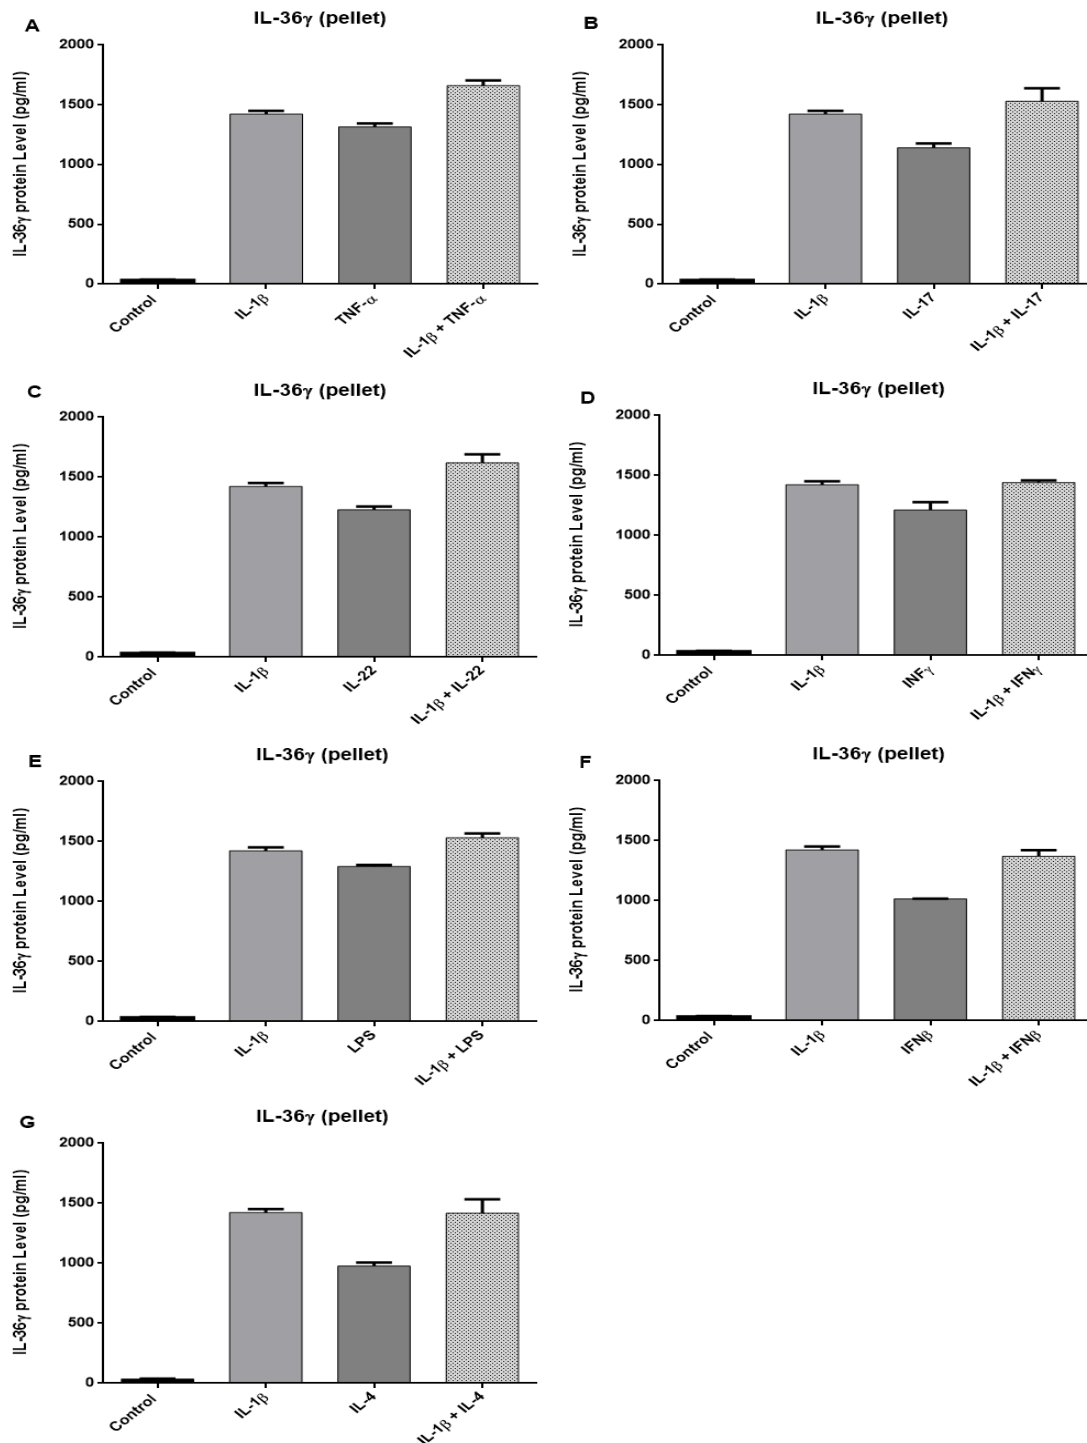 A
IL-36γ (pellet)
IL-36γ protein Level (pg/ml)
2000
1500
1000
500
0
Control
IL-1β
TNF-α
IL-1β + TNF-α
B
IL-36γ (pellet)
IL-36γ protein Level (pg/ml)
2000
1500
1000
500
0
Control
IL-1β
IL-17
IL-1β + IL-17
C
IL-36γ (pellet)
IL-36γ protein Level (pg/ml)
2000
1500
1000
500
0
Control
IL-1β
IL-22
IL-1β + IL-22
D
IL-36γ (pellet)
IL-36γ protein Level (pg/ml)
2000
1500
1000
500
0
Control
IL-1β
INFγ
IL-1β + IFNγ
E
IL-36γ (pellet)
IL-36γ protein Level (pg/ml)
2000
1500
1000
500
0
Control
IL-1β
LPS
IL-1β + LPS
F
IL-36γ (pellet)
IL-36γ protein Level (pg/ml)
2000
1500
1000
500
0
Control
IL-1β
IFNβ
IL-1β + IFNβ
G
IL-36γ (pellet)
IL-36γ protein Level (pg/ml)
2000
1500
1000
500
0
Control
IL-1β
IL-4
IL-1β + IL-4